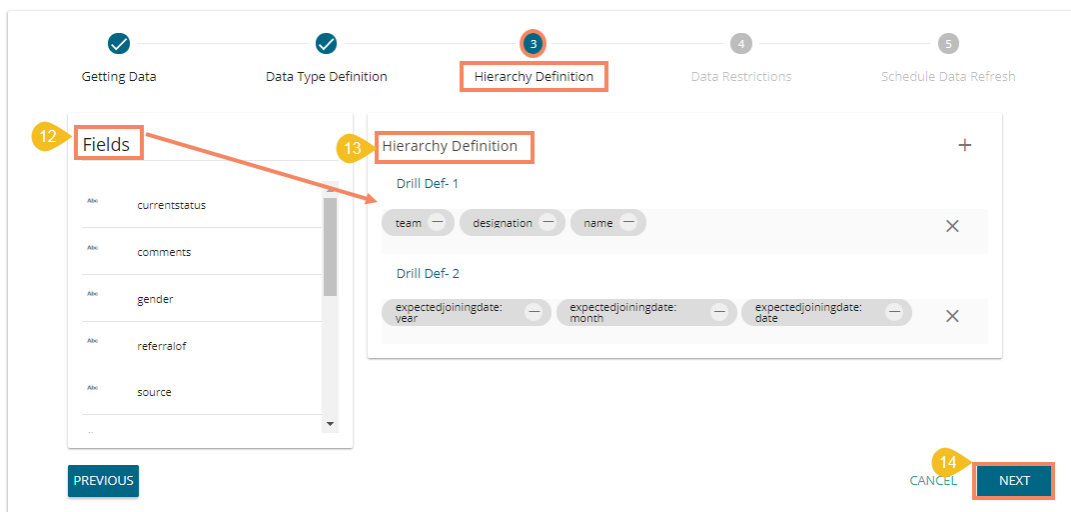 3
4
5
Getting Data
Data Type Definition
Hierarchy Definition
Data Restrictions
Schedule Data Refresh
12
Fields
Abc
currentstatus
Abc
comments
Abc
gender
Abc
referralof
Abc
source
13
Hierarchy Definition
+
Drill Def- 1
team
designation
name
Drill Def- 2
expectedjoiningdate:
year
expectedjoiningdate:
month
expectedjoiningdate:
date
PREVIOUS
14
CANCEL
NEXT